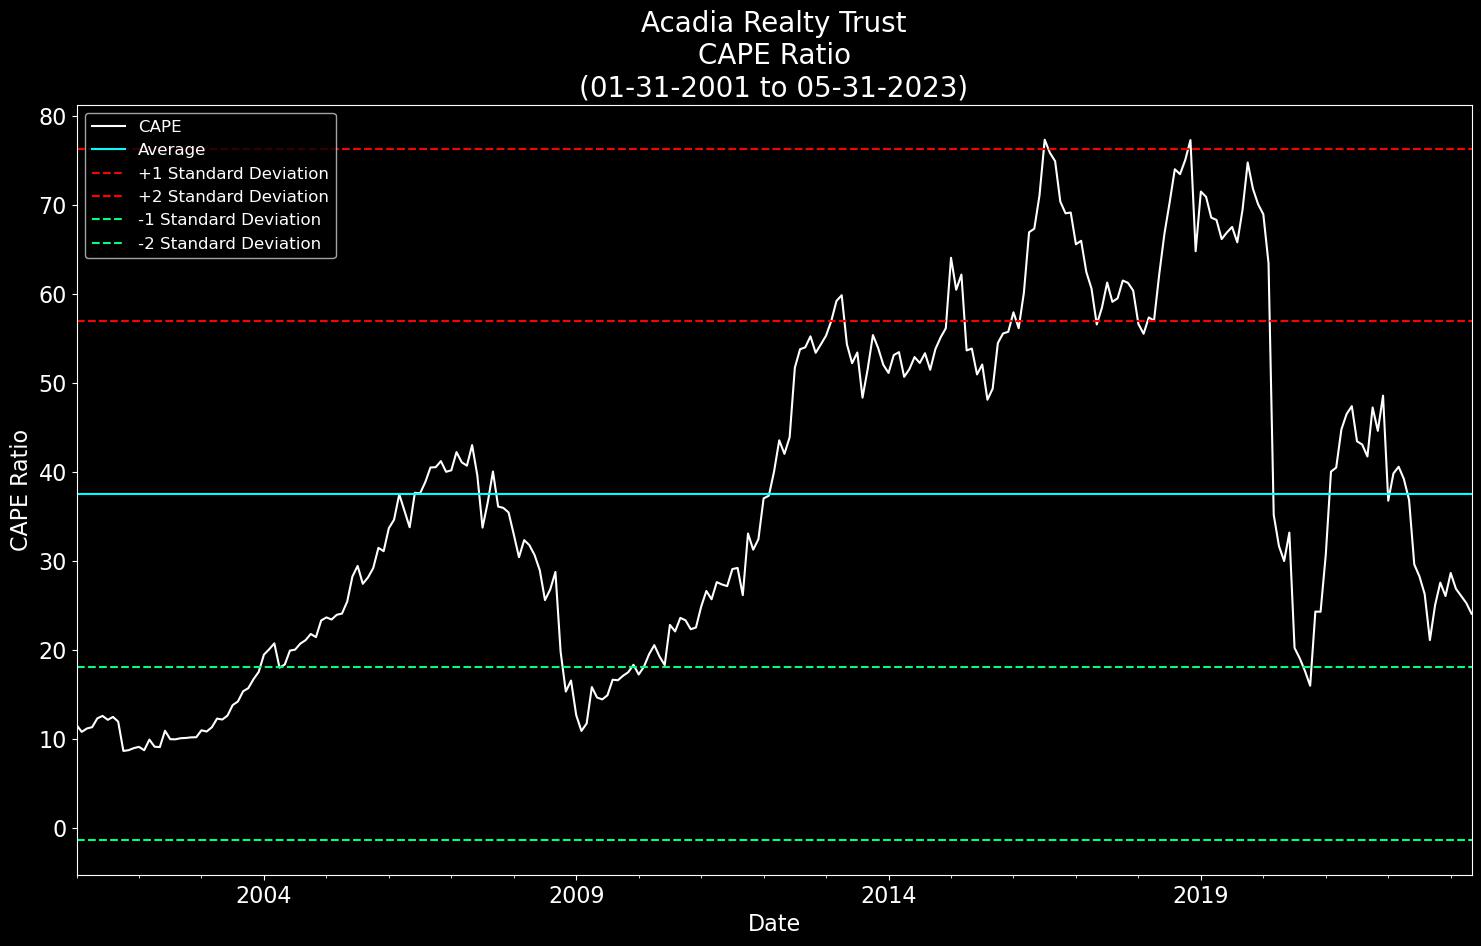 Acadia Realty Trust
CAPE Ratio
(01-31-2001 to 05-31-2023)
CAPE
Average
+1 Standard Deviation
+2 Standard Deviation
-1 Standard Deviation
-2 Standard Deviation
80
70
60
50
40
30
20
10
0
CAPE Ratio
2004 2009 2014 2019
Date